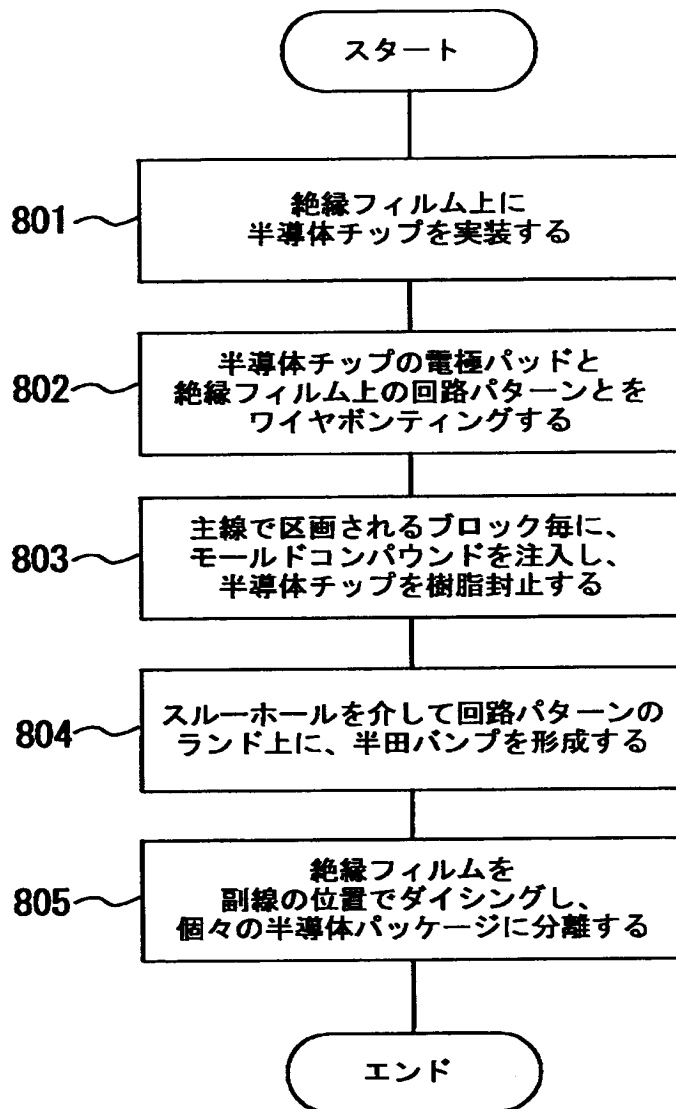 スタート
801
絶縁フィルム上に
半導体チップを実装する
802
半導体チップの電極パッドと
絶縁フィルム上の回路パターンとを
ワイヤボンティングする
803
主線で区画されるブロック毎に、
モールドコンパウンドを注入し、
半導体チップを樹脂封止する
804
スルーホールを介して回路パターンの
ランド上に、半田バンプを形成する
805
絶縁フィルムを
副線の位置でダイシングし、
個々の半導体パッケージに分離する
エンド